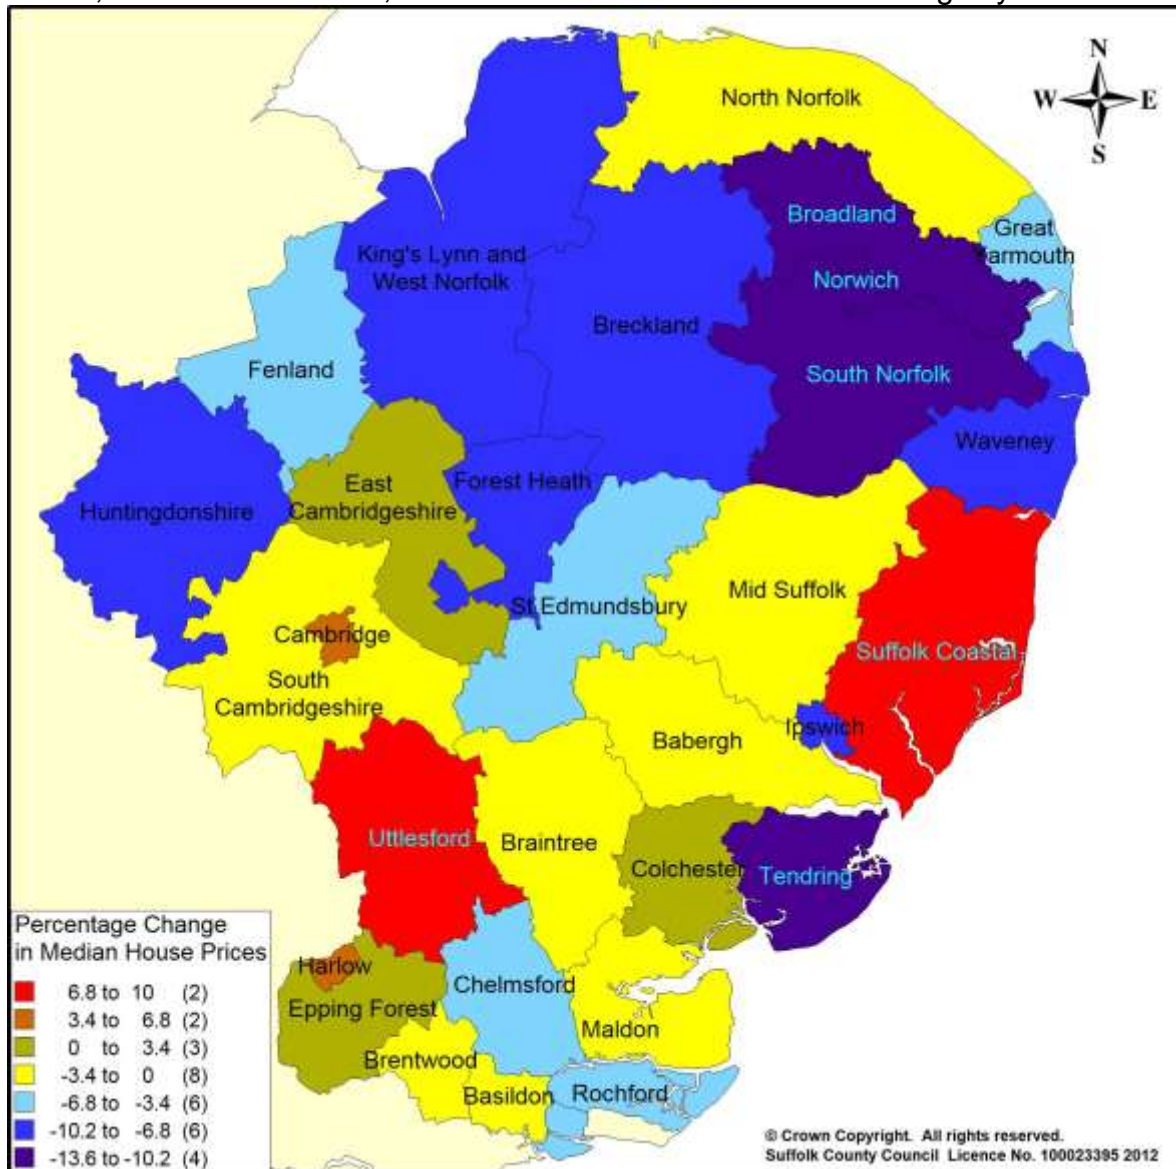 N
W E
S
North Norfolk
Broadland
Great
Yarmouth
King's Lynn and
West Norfolk
Norwich
Breckland
Fenland
South Norfolk
Waveney
East
Cambridgeshire
Forest Heath
Huntingdonshire
St Edmundsbury
Mid Suffolk
Cambridge
Suffolk Coastal
South
Cambridgeshire
Ipswich
Babergh
Uttlesford
Braintree
Colchester
Tendring
Harlow
Chelmsford
Epping Forest
Maldon
Brentwood
Basildon
Rochford
Percentage Change
in Median House Prices
6.8 to 10 (2)
3.4 to 6.8 (2)
0 to 3.4 (3)
-3.4 to 0 (8)
-6.8 to -3.4 (6)
-10.2 to -6.8 (6)
-13.6 to -10.2 (4)
© Crown Copyright. All rights reserved.
Suffolk County Council Licence No. 100023395 2012